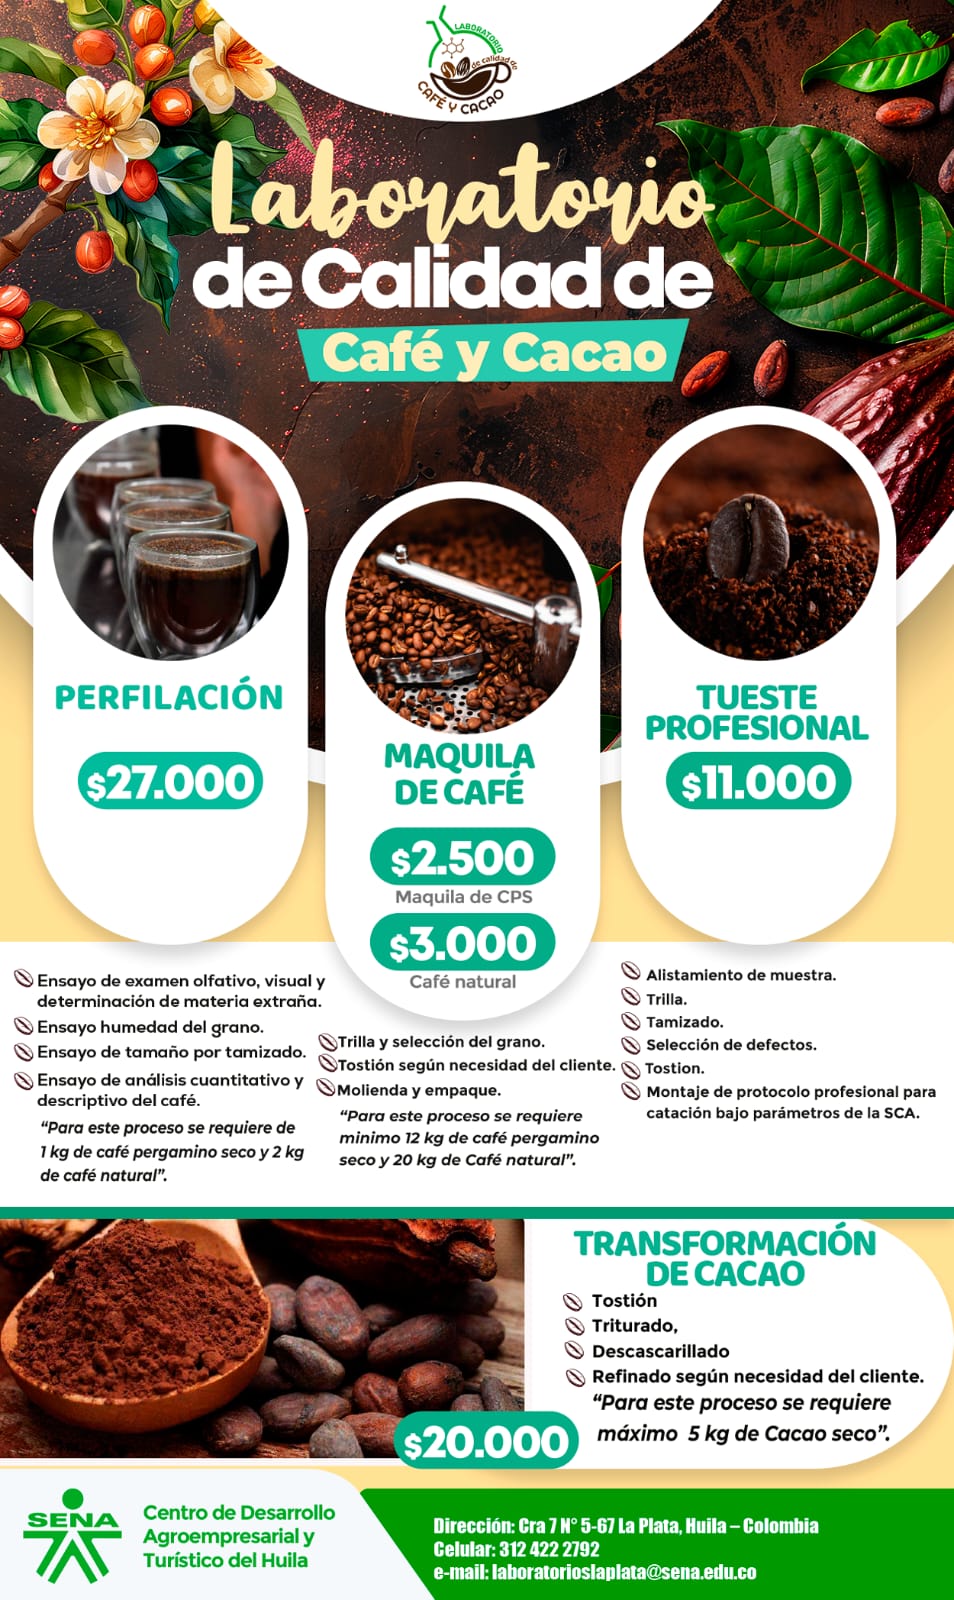 LABORATORIO
de calidad de
CAFÉ Y CACAO
Laboratorio
de Calidad de
Café y Cacao
PERFILACIÓN
$27.000
MAQUILA
DE CAFÉ
$2.500
Maquila de CPS
$3.000
Café natural
TUESTE
PROFESIONAL
$11.000
Ensayo de examen olfativo, visual y
determinación de materia extraña.
Ensayo humedad del grano.
Ensayo de tamaño por tamizado.
Ensayo de análisis cuantitativo y
descriptivo del café.
“Para este proceso se requiere de
1 kg de café pergamino seco y 2 kg
de café natural”.
Trilla y selección del grano.
Tostión según necesidad del cliente.
Molienda y empaque.
“Para este proceso se requiere
minimo 12 kg de café pergamino
seco y 20 kg de Café natural”.
Alistamiento de muestra.
Trilla.
Tamizado.
Selección de defectos.
Tostion.
Montaje de protocolo profesional para
catación bajo parámetros de la SCA.
TRANSFORMACIÓN
DE CACAO
Tostión
Triturado,
Descascarillado
Refinado según necesidad del cliente.
“Para este proceso se requiere
máximo 5 kg de Cacao seco”.
$20.000
SENA
Centro de Desarrollo
Agroempresarial y
Turístico del Huila
Dirección: Cra 7 N° 5-67 La Plata, Huila – Colombia
Celular: 312 422 2792
e-mail: laboratorioslaplata@sena.edu.co